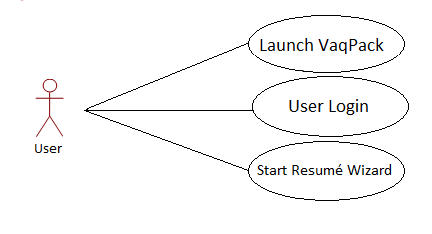 Launch VaqPack
User Login
Start Resumé Wizard
User